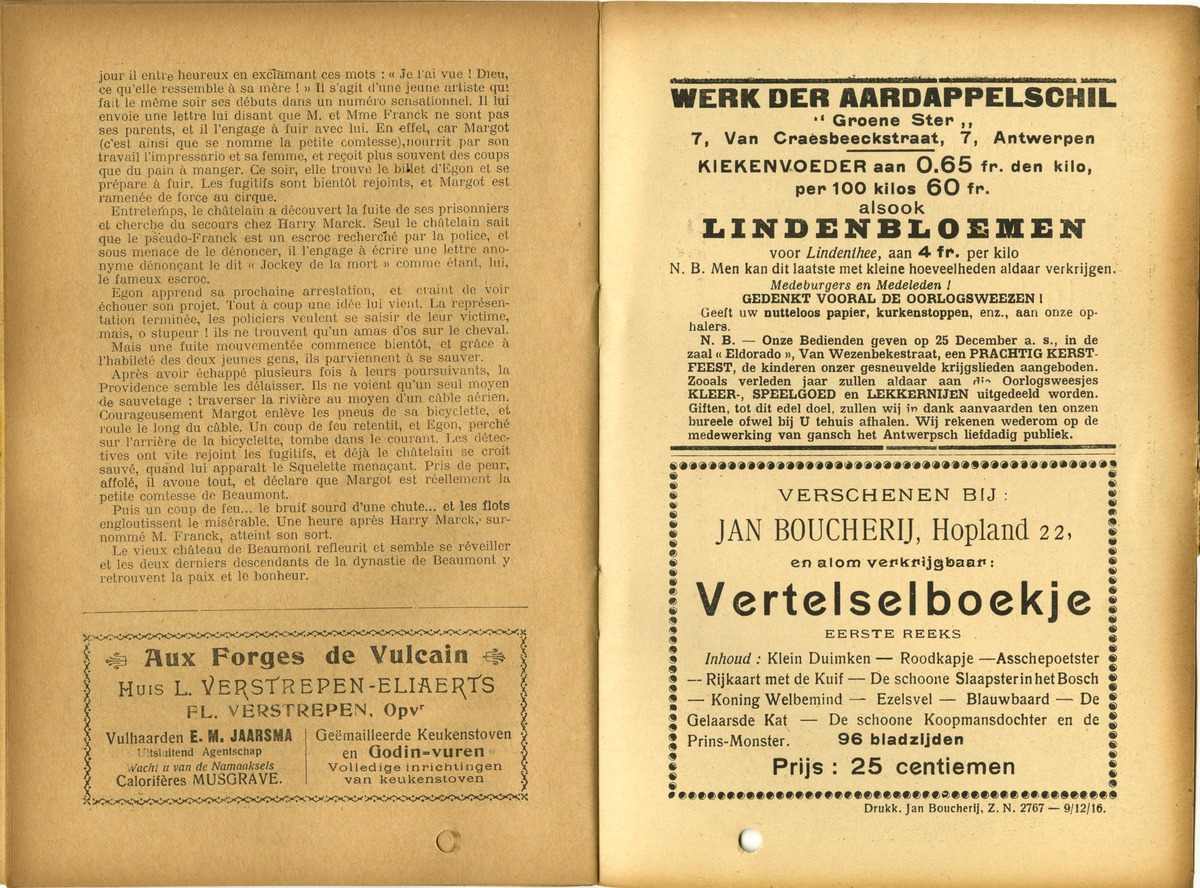 jour il entre heureux en exclamant ces mots : « Je l'ai vue ! Dieu,
ce qu'elle ressemble à sa mère ! » Il s'agit d'une jeune artiste qui
fait le même soir ses débuts dans un numéro sensationnel. Il lui
envoie une lettre lui disant que M. et Mme Franck ne sont pas
ses parents, et il l'engage à fuir avec lui. En effet, car Margot
(c'est ainsi que se nomme la petite comtesse),nourrit par son
travail l'impressario et sa femme, et reçoit plus souvent des coups
que du pain à manger. Ce soir, elle trouve le billet d'Egon et se
prépare à fuir. Les fugitifs sont bientôt rejoints, et Margot est
ramenée de force au cirque.
Entretemps, le châtelain a découvert la fuite de ses prisonniers
et cherche du secours chez Harry Marck. Seul le châtelain sait
que le pseudo-Franck est un escroc recherché par la police, et
sous menace de le dénoncer, il l'engage à écrire une lettre ano-
nyme dénonçant le dit « Jockey de la mort » comme étant, lui,
le fameux escroc.
Egon apprend sa prochaine arrestation, et craint de voir
échouer son projet. Tout à coup une idée lui vient. La représen-
tation terminée, les policiers veulent se saisir de leur victime,
mais, o stupeur ! ils ne trouvent qu'un amas d'os sur le cheval.
Mais une fuite mouvementée commence bientôt, et grâce à
l'habileté des deux jeunes gens, ils parviennent à se sauver.
Après avoir échappé plusieurs fois à leurs poursuivants, la
Providence semble les délaisser. Ils ne voient qu'un seul moyen
de sauvetage : traverser la rivière au moyen d'un câble aérien.
Courageusement Margot enlève les pneus de sa bicyclette, et
roule le long du câble. Un coup de feu retentit, et Egon, perché
sur l'arrière de la bicyclette, tombe dans le courant. Les détec-
tives ont vite rejoint les fugitifs, et déjà le châtelain se croit
sauvé, quand lui apparaît le Squelette menaçant. Pris de peur,
affolé, il avoue tout, et déclare que Margot est réellement la
petite comtesse de Beaumont.
Puis un coup de feu... le bruit sourd d'une chute... et les flots
engloutissent le misérable. Une heure après Harry Marck, sur-
nommé M. Franck, atteint son sort.
Le vieux château de Beaumont refleurit et semble se réveiller
et les deux derniers descendants de la dynastie de Beaumont y
retrouvent la paix et le bonheur.
Aux Forges de Vulcain
HUIS L. VERSTREPEN-ELIAERTS
FL. VERSTREPEN, Opvr
Vulhaarden E. M. JAARSMA
Uitsluitend Agentschap
Wacht u van de Namaaksels
Calorifères MUSGRAVE.
Geëmailleerde Keukenstoven
en Godin-vuren
Volledige inrichtingen
van keukenstoven
WERK DER AARDAPPELSCHIL
“ Groene Ster „
7, Van Craesbeeckstraat, 7, Antwerpen
KIEKENVOEDER aan 0.65 fr. den kilo,
per 100 kilos 60 fr.
alsook
LINDENBLOEMEN
voor Lindenthee, aan 4 fr. per kilo
N. B. Men kan dit laatste met kleine hoeveelheden aldaar verkrijgen.
Medeburgers en Medeleden !
GEDENKT VOORAL DE OORLOGSWEEZEN !
Geeft uw nutteloos papier, kurkenstoppen, enz., aan onze op-
halers.
N. B. — Onze Bedienden geven op 25 December a. s., in de
zaal « Eldorado », Van Wezenbekestraat, een PRACHTIG KERST-
FEEST, de kinderen onzer gesneuvelde krijgslieden aangeboden.
Zooals verleden jaar zullen aldaar aan die Oorlogsweesjes
KLEER-, SPEELGOED en LEKKERNIJEN uitgedeeld worden.
Giften, tot dit edel doel, zullen wij in dank aanvaarden ten onzen
bureele ofwel bij U tehuis afhalen. Wij rekenen wederom op de
medewerking van gansch het Antwerpsch liefdadig publiek.
VERSCHENEN BIJ :
JAN BOUCHERIJ, Hopland 22,
en alom verkrijgbaar :
Vertelselboekje
EERSTE REEKS
Inhoud : Klein Duimken — Roodkapje —Asschepoetster
— Rijkaart met de Kuif — De schoone Slaapster in het Bosch
— Koning Welbemind — Ezelsvel — Blauwbaard — De
Gelaarsde Kat — De schoone Koopmansdochter en de
Prins-Monster. 96 bladzijden
Prijs : 25 centiemen
Drukk. Jan Boucherij, Z. N. 2767 — 9/12/16.